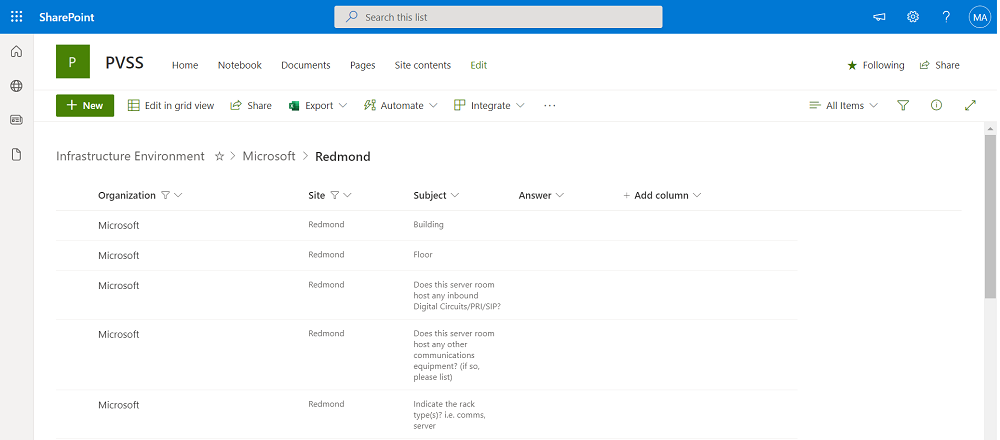 SharePoint
Search this list
?
MA
P
PVSS
Home Notebook Documents Pages Site contents Edit
Following Share
+ New Edit in grid view Share Export Automate Integrate ...
All Items
Infrastructure Environment > Microsoft > Redmond
Organization Site Subject Answer + Add column
Microsoft Redmond Building
Microsoft Redmond Floor
Microsoft Redmond Does this server room
host any inbound
Digital Circuits/PRI/SIP?
Microsoft Redmond Does this server room
host any other
communications
equipment? (if so,
please list)
Microsoft Redmond Indicate the rack
type(s)? i.e. comms,
server